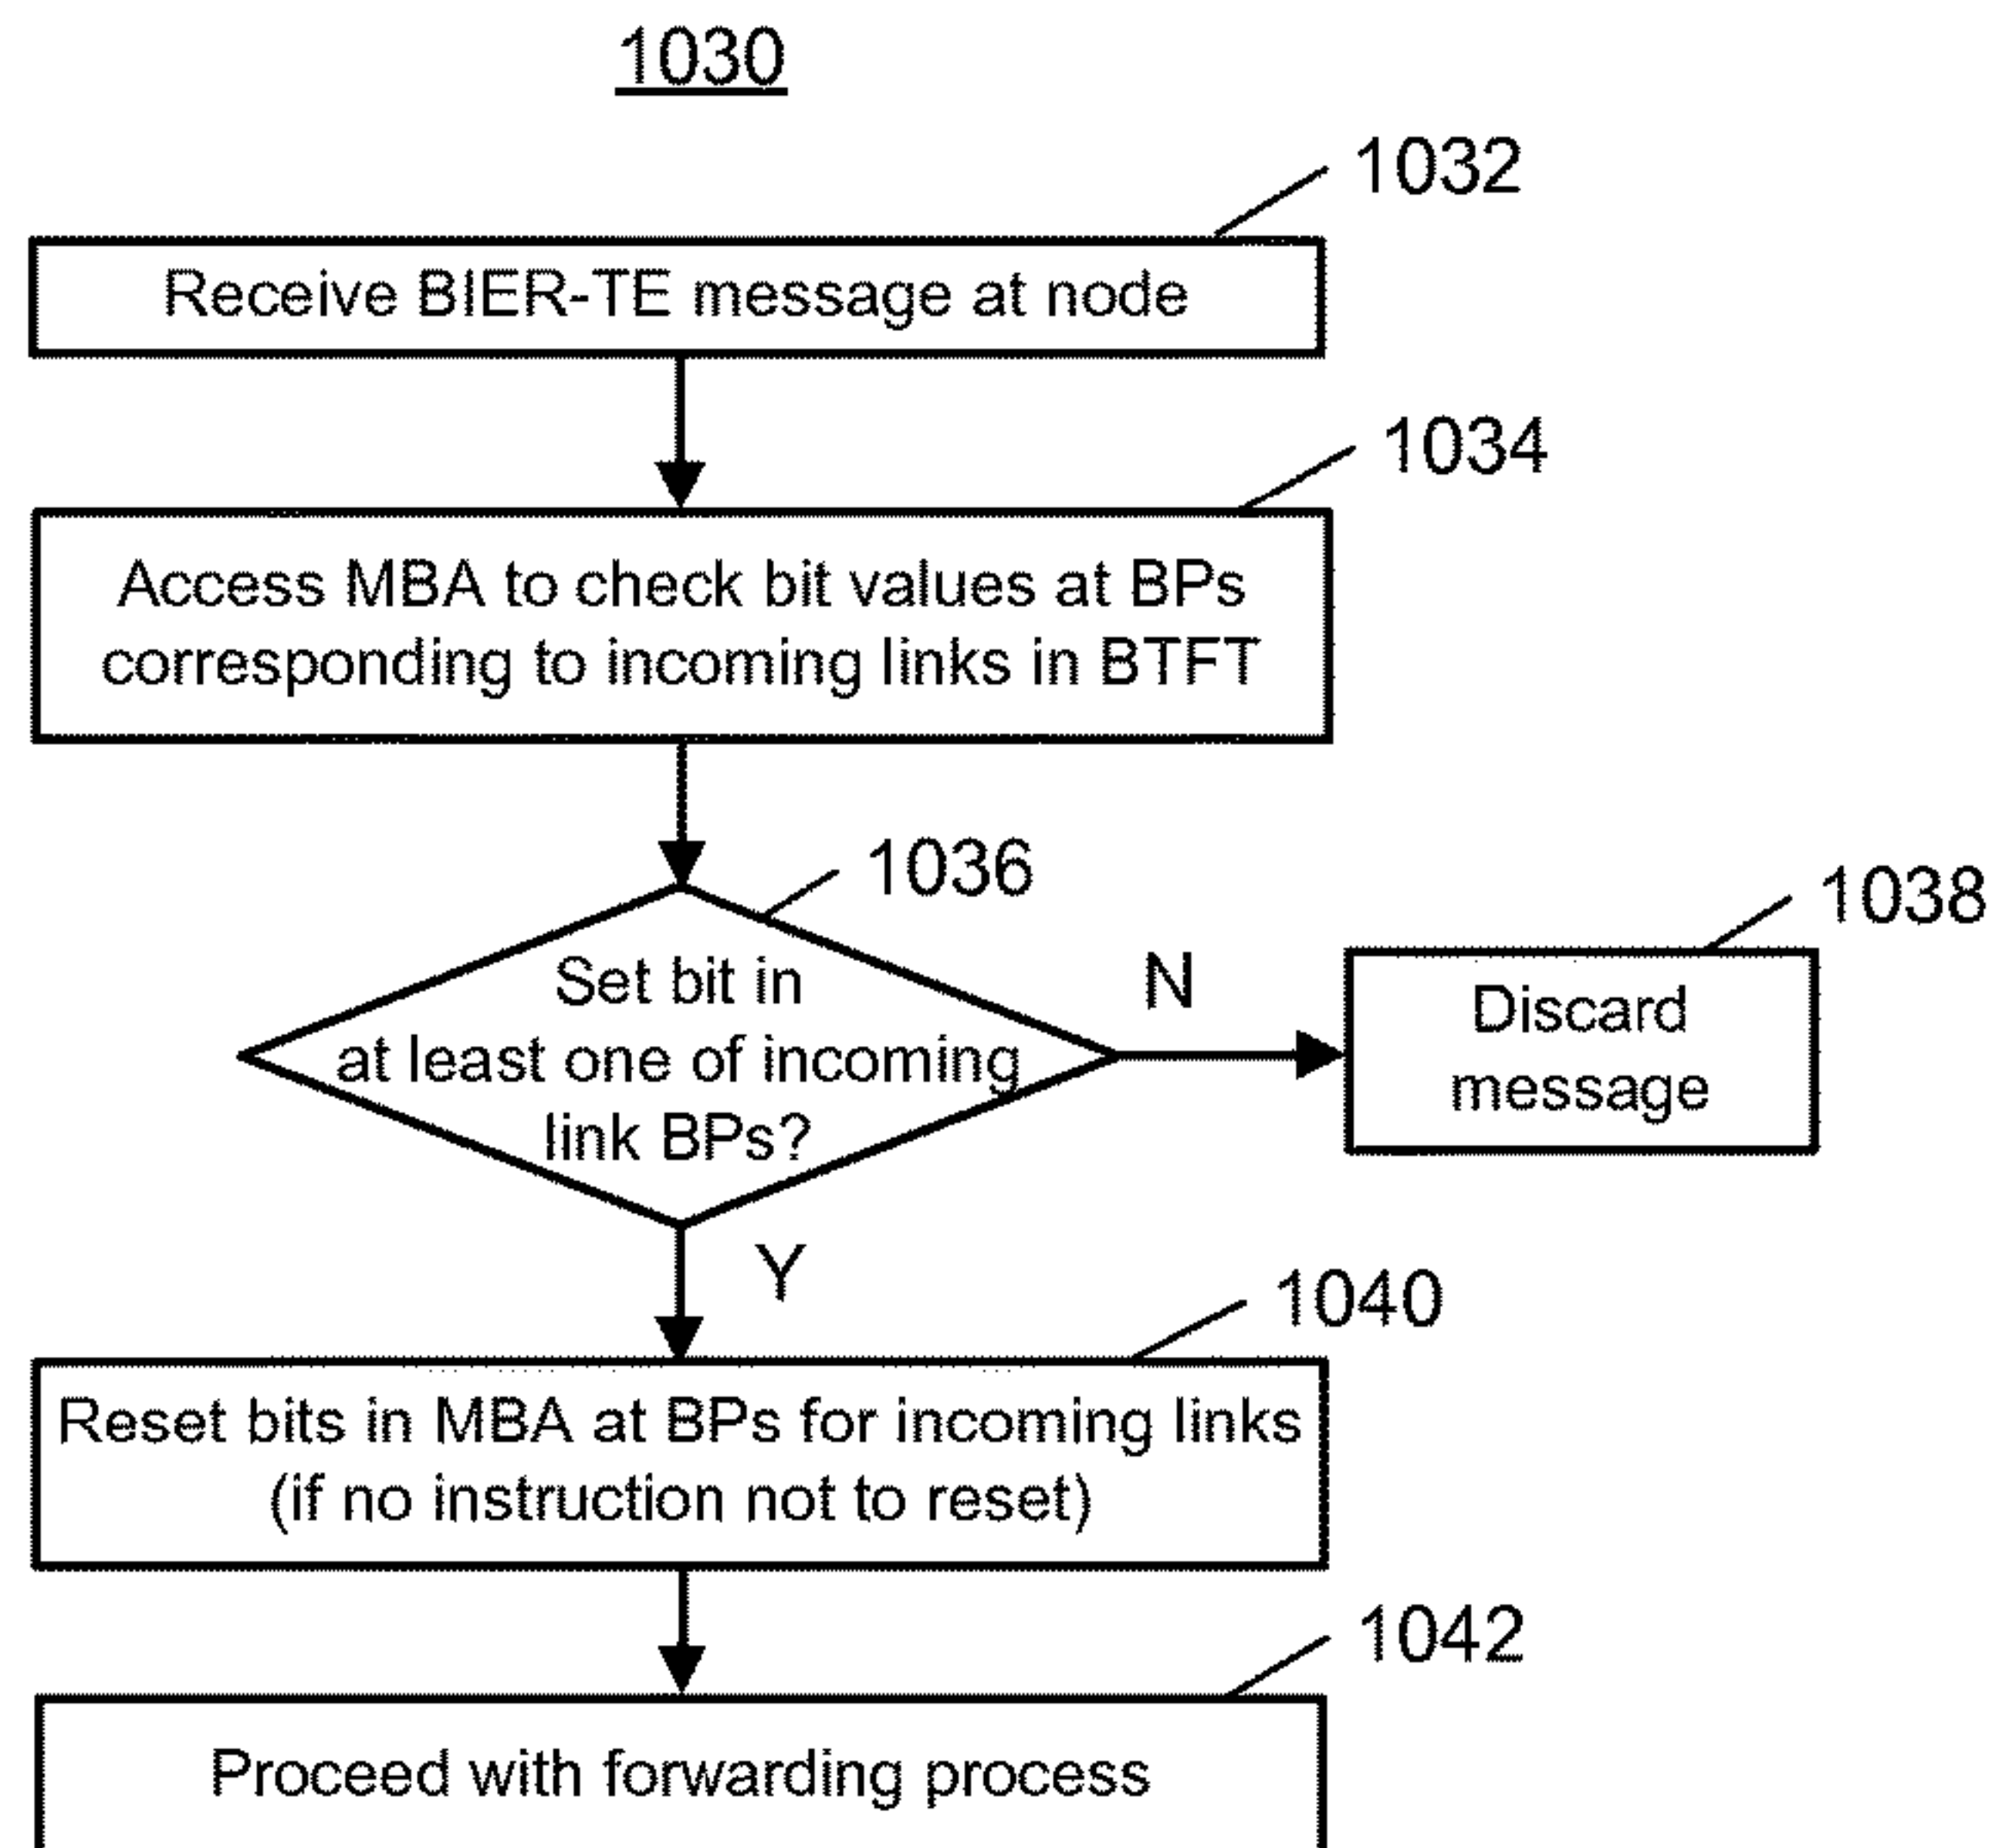 1030
1032
Receive BIER-TE message at node
1034
Access MBA to check bit values at BPs
corresponding to incoming links in BTFT
1036
1038
Set bit in
at least one of incoming
link BPs?
N
Discard
message
Y
1040
Reset bits in MBA at BPs for incoming links
(if no instruction not to reset)
1042
Proceed with forwarding process